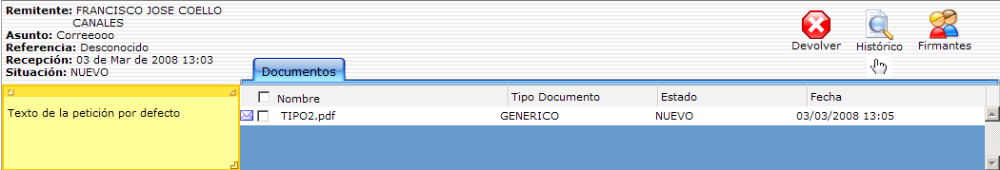 Remitente: FRANCISCO JOSE COELLO
CANALES
Asunto: Correeooo
Referencia: Desconocido
Recepción: 03 de Mar de 2008 13:03
Situación: NUEVO
Devolver Histórico Firmantes
Documentos
Texto de la petición por defecto
Nombre Tipo Documento Estado Fecha
TIPO2.pdf GENERICO NUEVO 03/03/2008 13:05